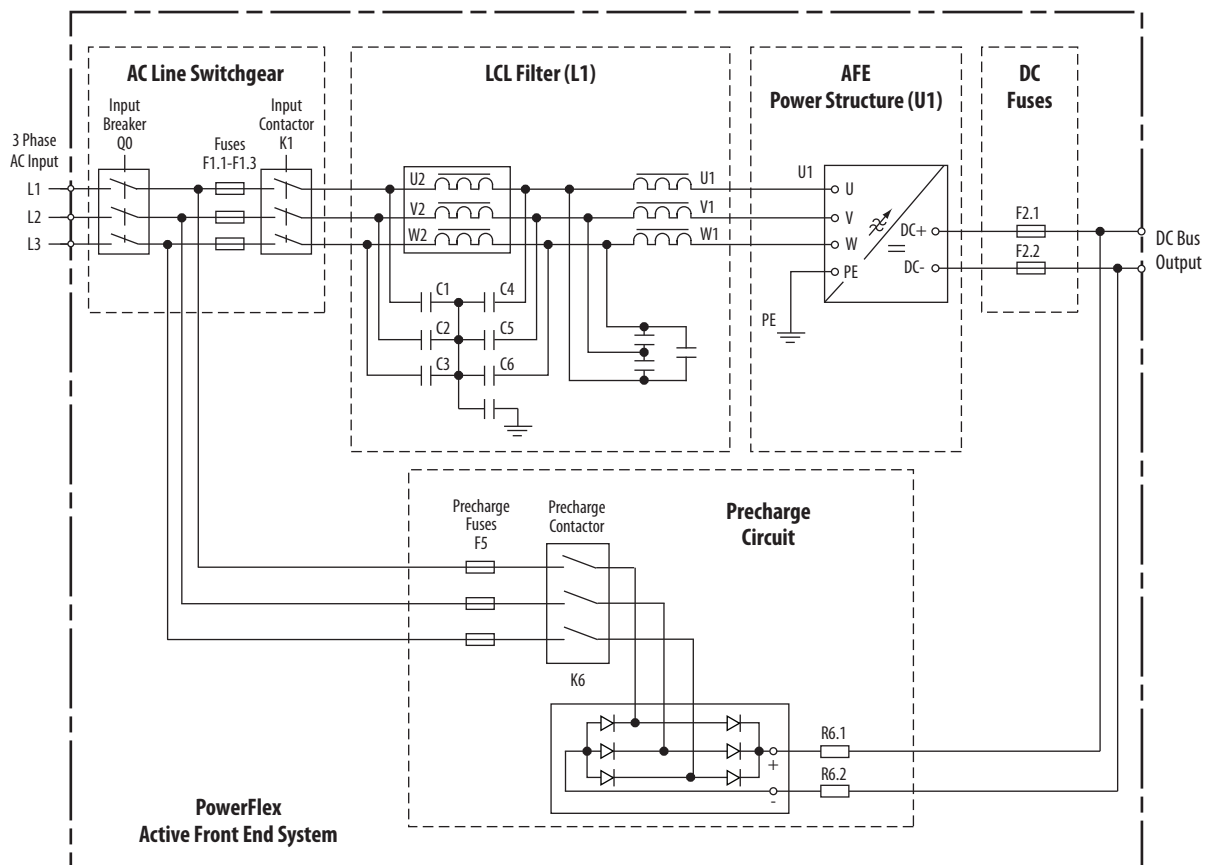 AC Line Switchgear
LCL Filter (L1)
AFE
Power Structure (U1)
DC
Fuses
Input
Breaker
Q0
Fuses
F1.1-F1.3
Input
Contactor
K1
3 Phase
AC Input
L1
L2
L3
U2
V2
W2
U1
V1
W1
C1
C2
C3
C4
C5
C6
U1
U
V
W
PE
DC+
DC-
=
PE
F2.1
F2.2
DC Bus
Output
Precharge
Fuses
F5
Precharge
Contactor
K6
Precharge
Circuit
+
-
R6.1
R6.2
PowerFlex
Active Front End System